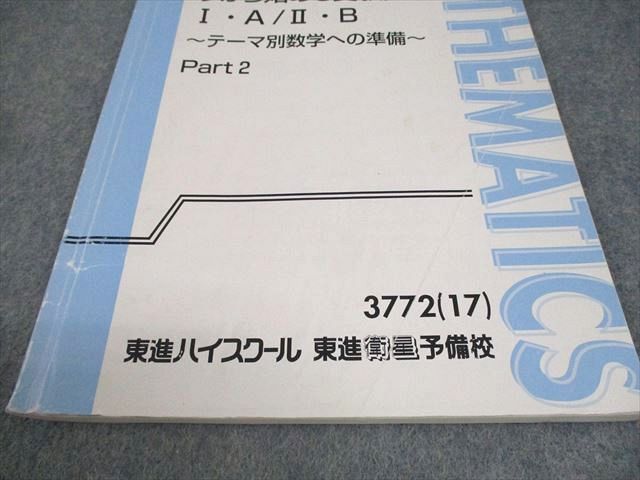 Ⅰ・A/Ⅱ・B
～テーマ別数学への準備～
Part 2
THEMATICS
3772(17)
東進ハイスクール 東進衛星予備校